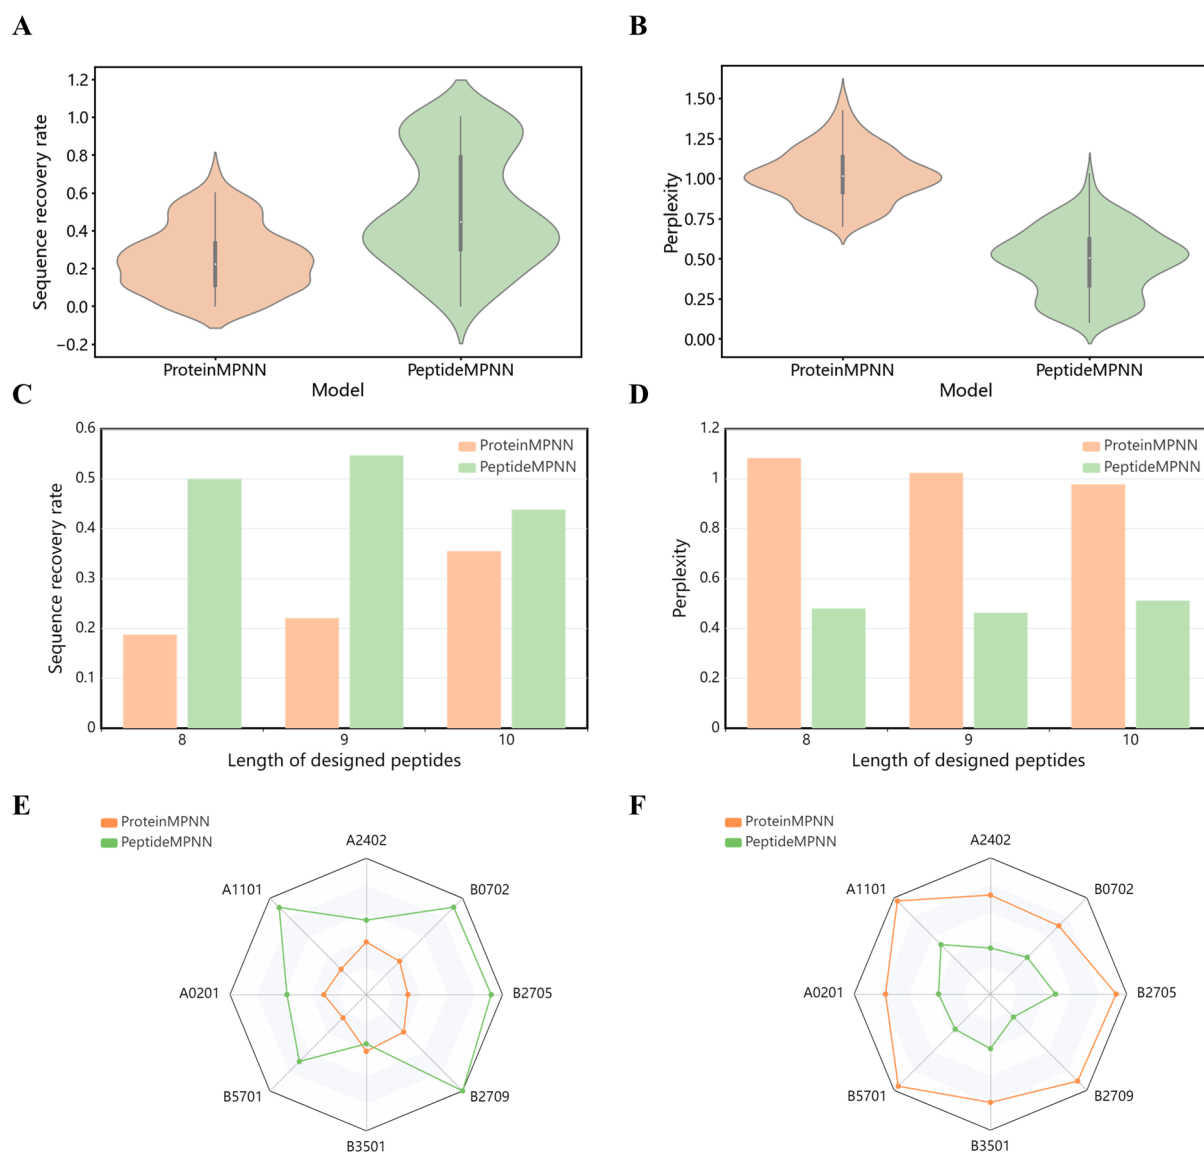 A
Sequence recovery rate
1.2
1.0
0.8
0.6
0.4
0.2
0.0
−0.2
ProteinMPNN
PeptideMPNN
Model
B
Perplexity
1.50
1.25
1.00
0.75
0.50
0.25
0.00
ProteinMPNN
PeptideMPNN
Model
C
Sequence recovery rate
0.6
0.5
0.4
0.3
0.2
0.1
0
ProteinMPNN
PeptideMPNN
8
9
10
Length of designed peptides
D
Perplexity
1.2
1
0.8
0.6
0.4
0.2
0
ProteinMPNN
PeptideMPNN
8
9
10
Length of designed peptides
E
ProteinMPNN
PeptideMPNN
A2402
A1101
B0702
A0201
B2705
B5701
B2709
B3501
F
ProteinMPNN
PeptideMPNN
A2402
A1101
B0702
A0201
B2705
B5701
B2709
B3501